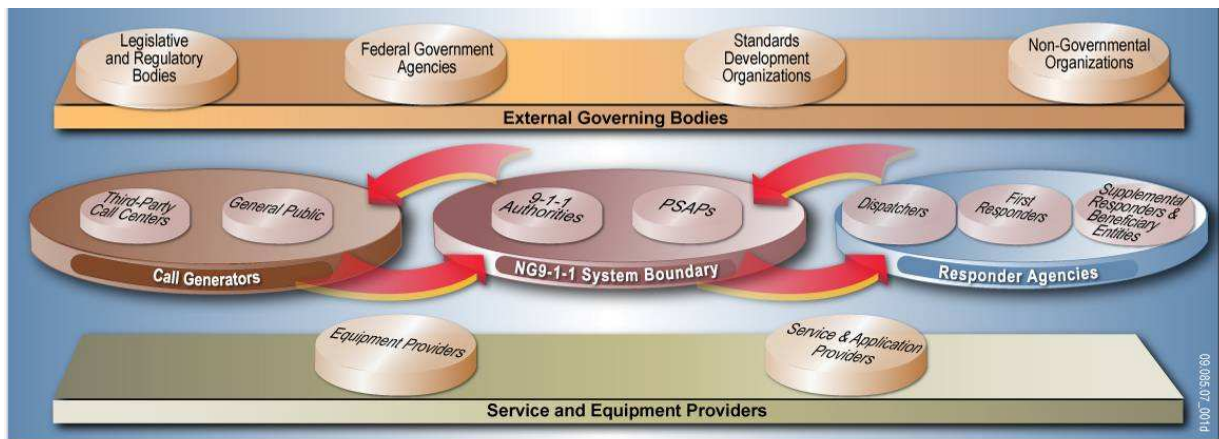 Legislative
and Regulatory
Bodies
Federal Government
Agencies
Standards
Development
Organizations
Non-Governmental
Organizations
External Governing Bodies
Third-Party
Call Centers
General Public
Call Generators
9-1-1
Authorities
PSAPs
NG9-1-1 System Boundary
Dispatchers
First
Responders
Supplemental
Responders &
Beneficiary
Entities
Responder Agencies
Equipment Providers
Service & Application
Providers
Service and Equipment Providers
09.085.07_001d